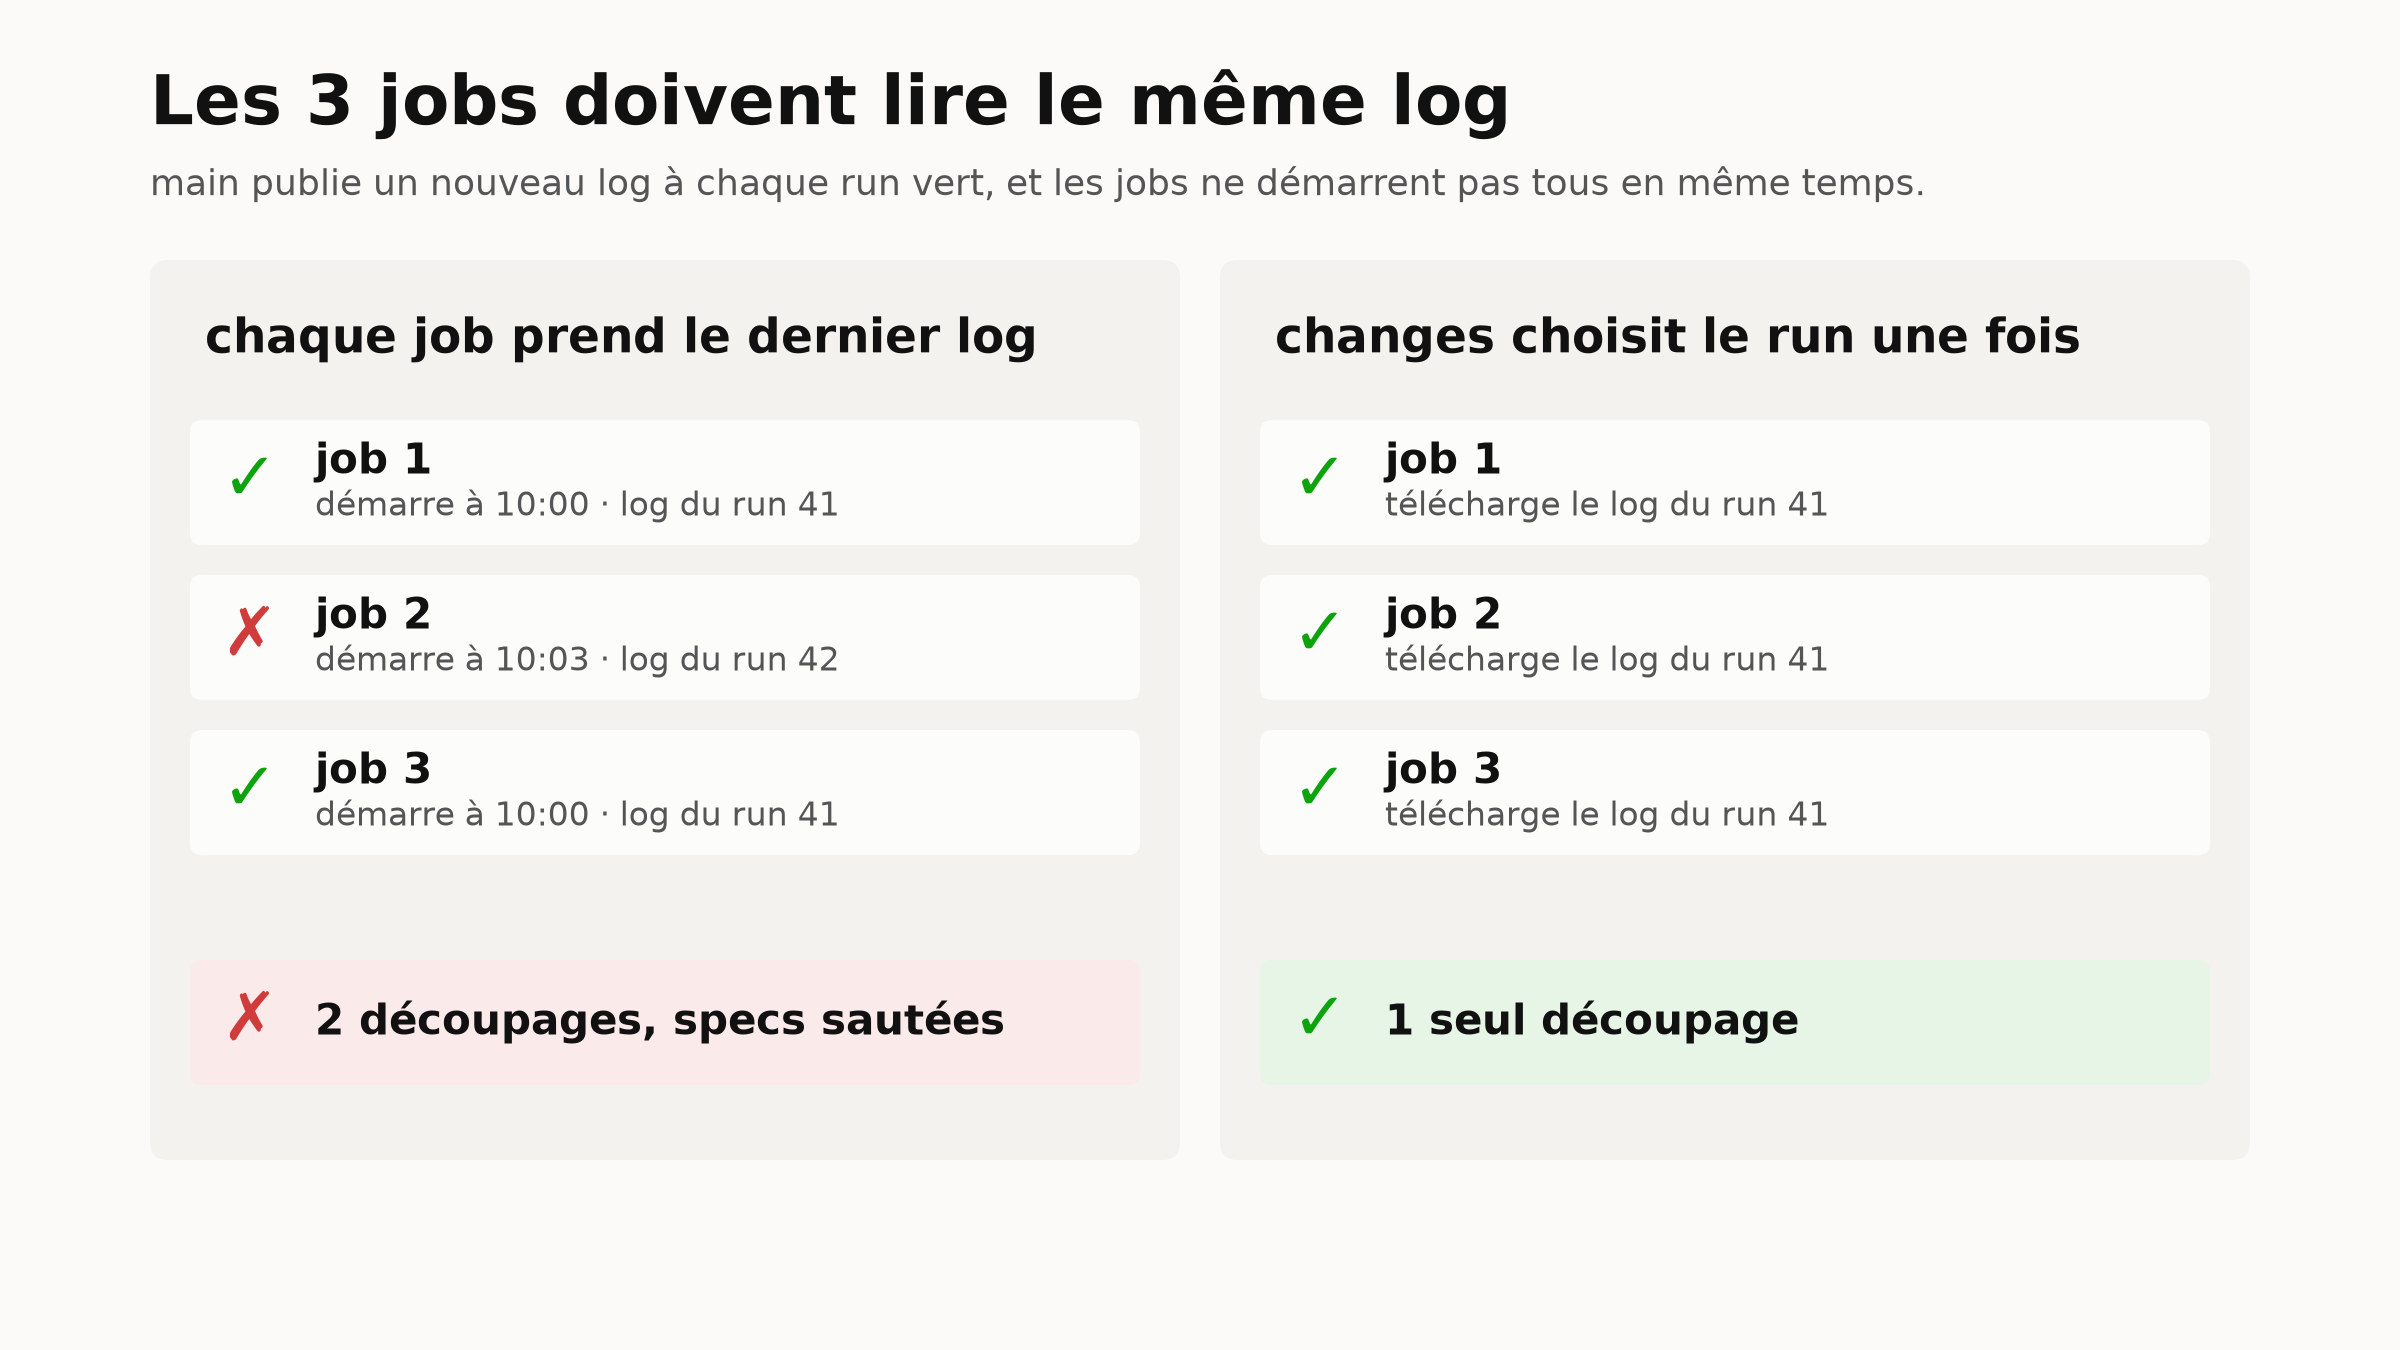 Les 3 jobs doivent lire le même log
main publie un nouveau log à chaque run vert, et les jobs ne démarrent pas tous en même temps.
chaque job prend le dernier log
✓ job 1
démarre à 10:00 · log du run 41
✗ job 2
démarre à 10:03 · log du run 42
✓ job 3
démarre à 10:00 · log du run 41
✗ 2 découpages, specs sautées
changes choisit le run une fois
✓ job 1
télécharge le log du run 41
✓ job 2
télécharge le log du run 41
✓ job 3
télécharge le log du run 41
✓ 1 seul découpage